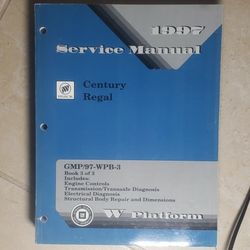 1997
Service Manual
Century
Regal
GMP/97-WPB-3
Book 3 of 3
Includes:
Engine Controls
Transmission/Transaxle Diagnosis
Electrical Diagnosis
Structural Body Repair and Dimensions
W Platform